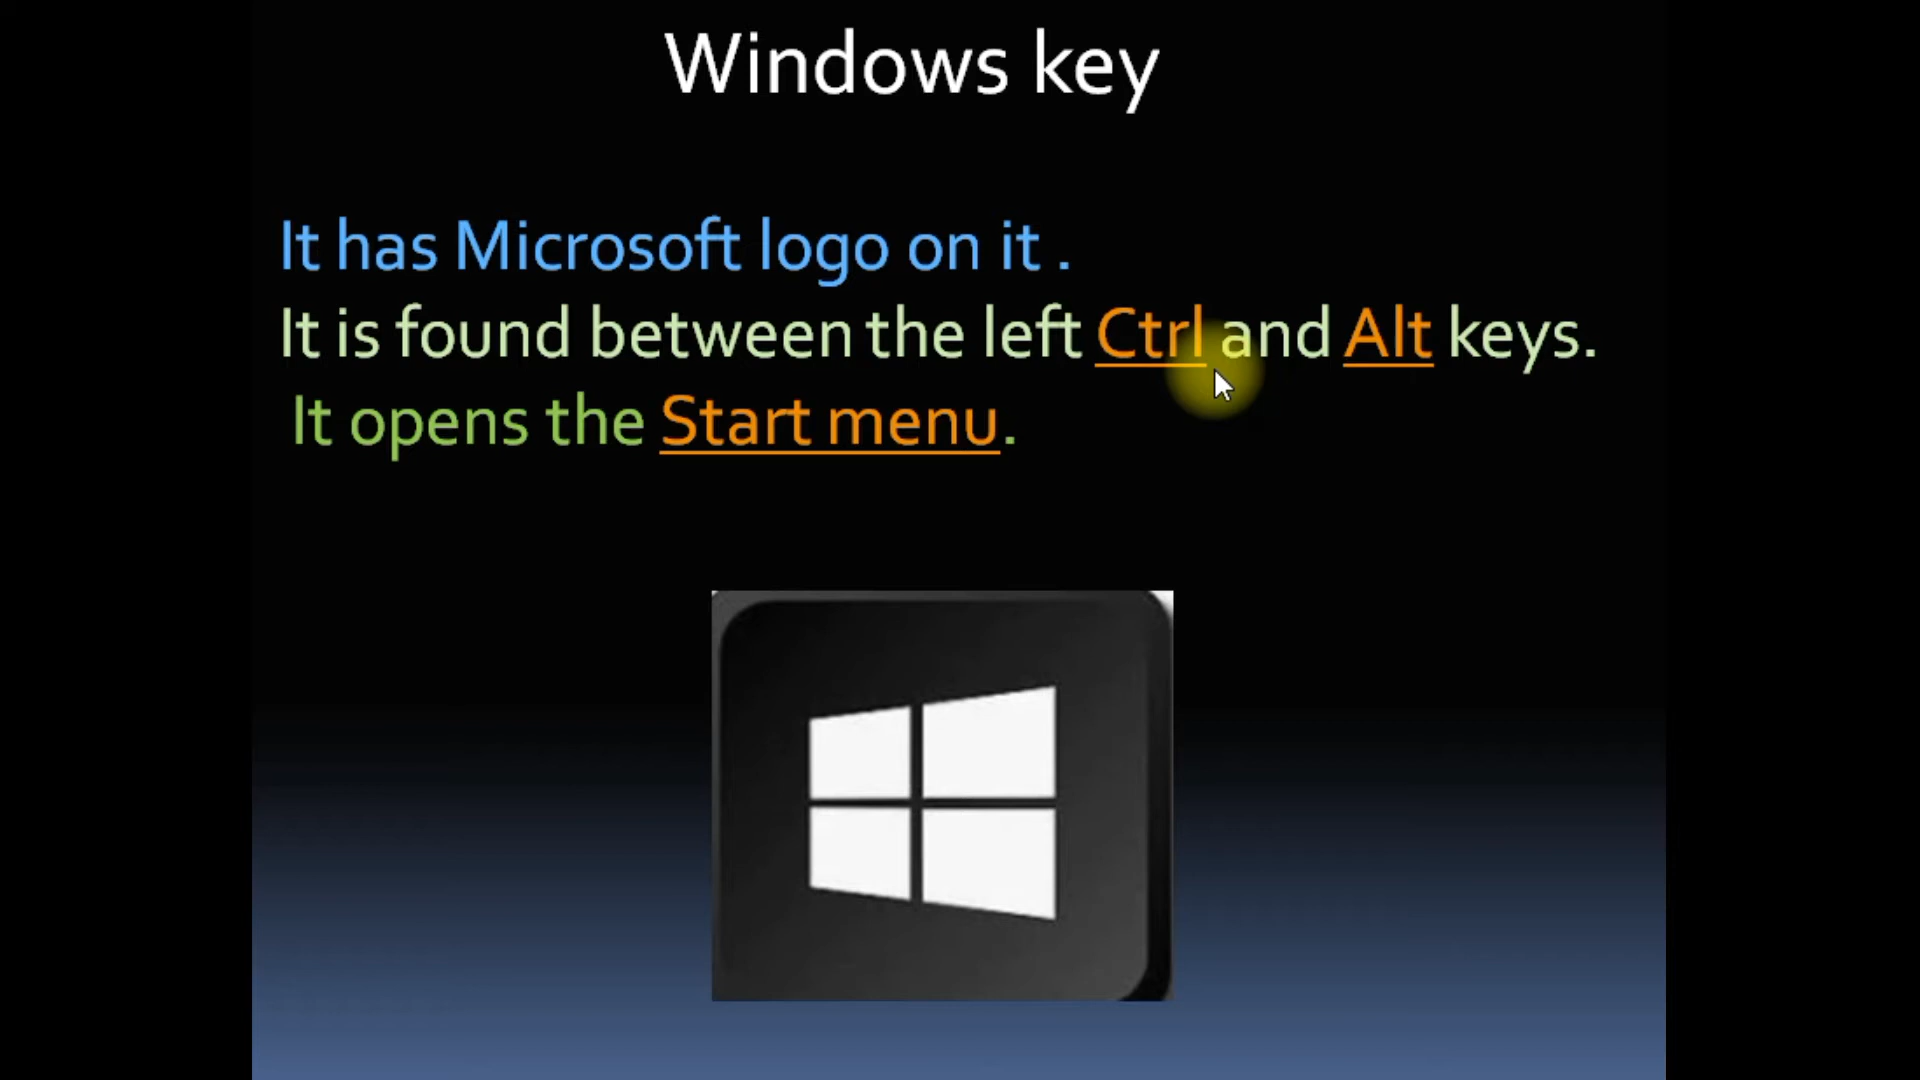 Windows key
It has Microsoft logo on it .
It is found between the left Ctrl and Alt keys.
It opens the Start menu.